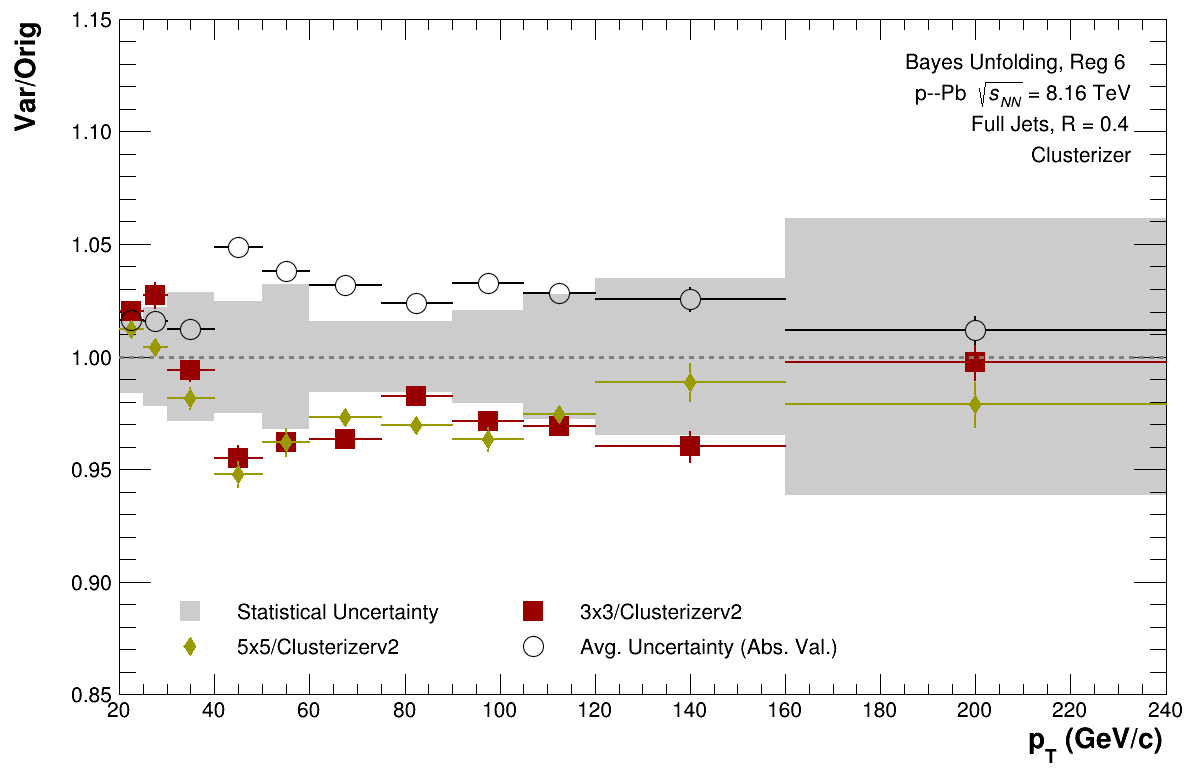 Var/Orig
1.15
1.10
1.05
1.00
0.95
0.90
0.85
Bayes Unfolding, Reg 6
p--Pb √s_NN = 8.16 TeV
Full Jets, R = 0.4
Clusterizer
Statistical Uncertainty
3x3/Clusterizerv2
5x5/Clusterizerv2
Avg. Uncertainty (Abs. Val.)
20 40 60 80 100 120 140 160 180 200 220 240
p_T (GeV/c)